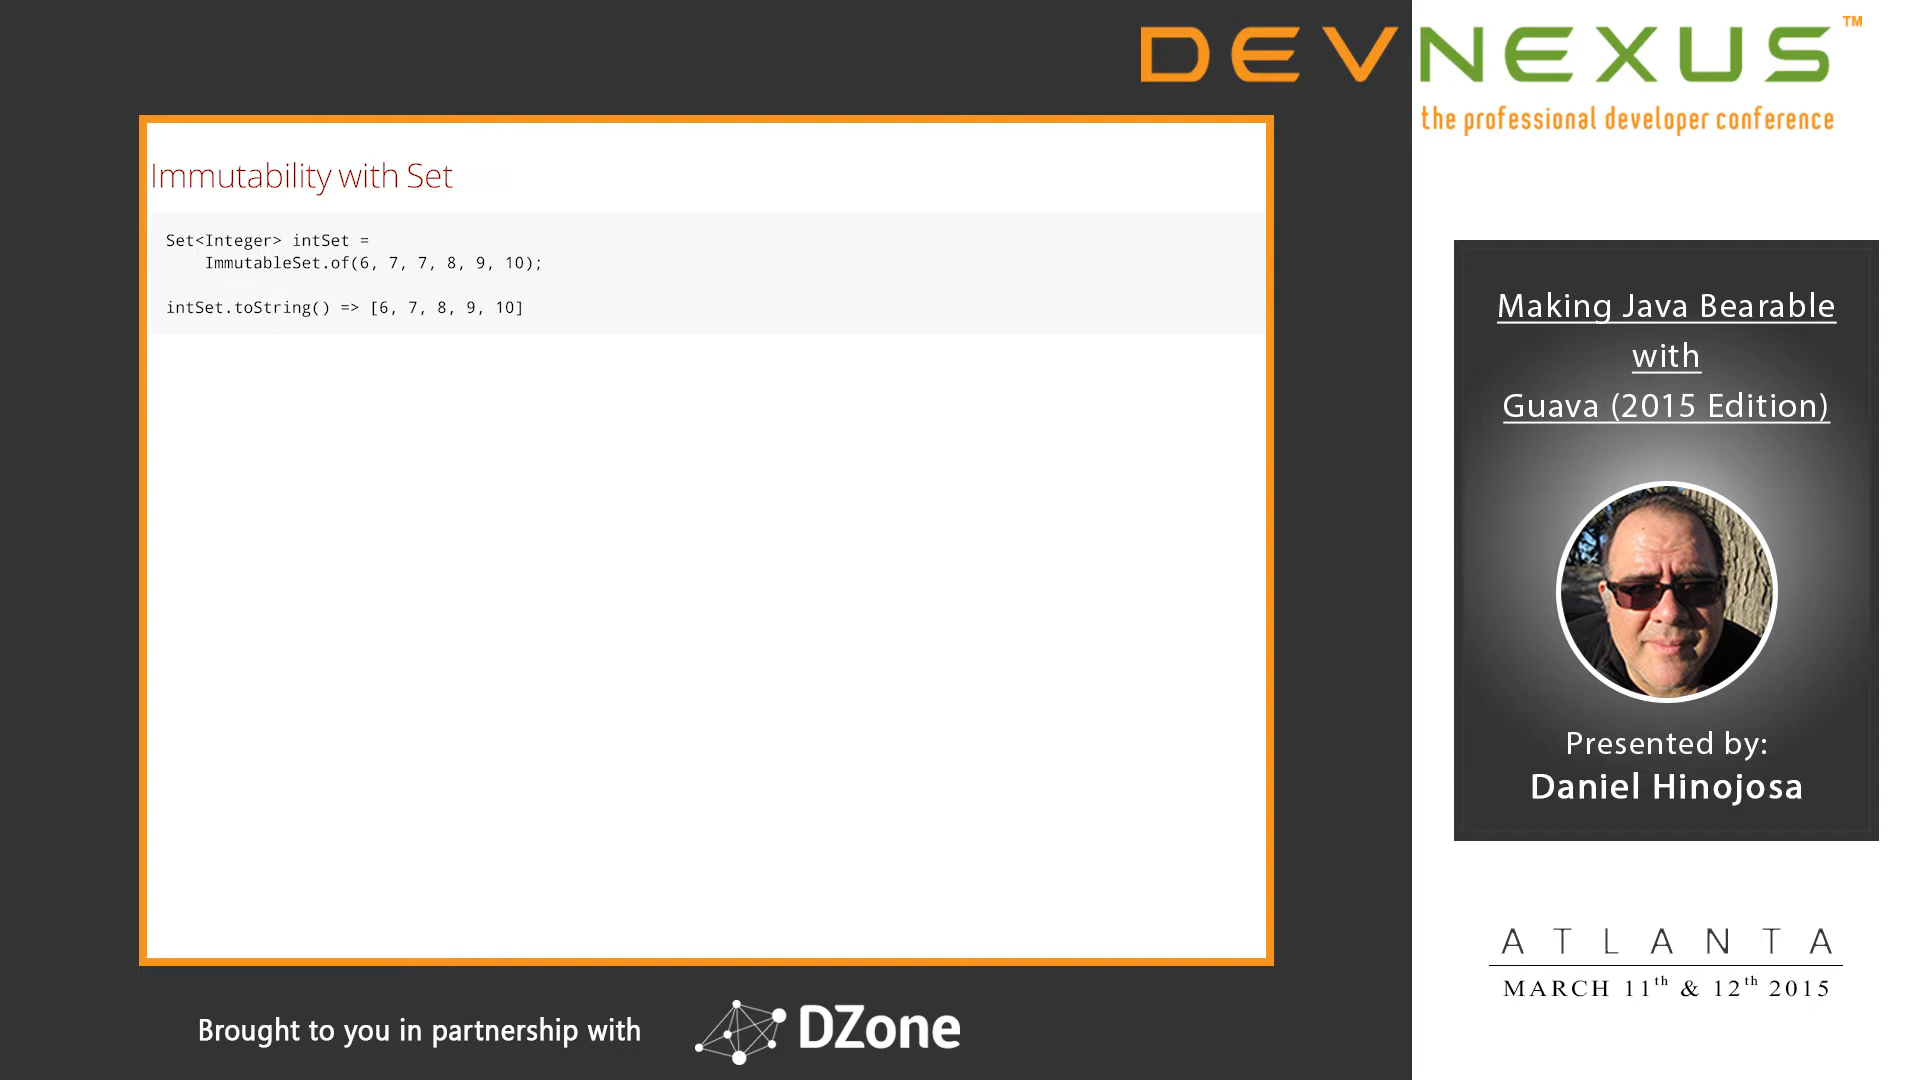 DEVNEXUS™
the professional developer conference
Immutability with Set
Set<Integer> intSet =
    ImmutableSet.of(6, 7, 7, 8, 9, 10);
intSet.toString() => [6, 7, 8, 9, 10]
Making Java Bearable
with
Guava (2015 Edition)
Presented by:
Daniel Hinojosa
ATLANTA
MARCH 11th & 12th 2015
Brought to you in partnership with
DZone